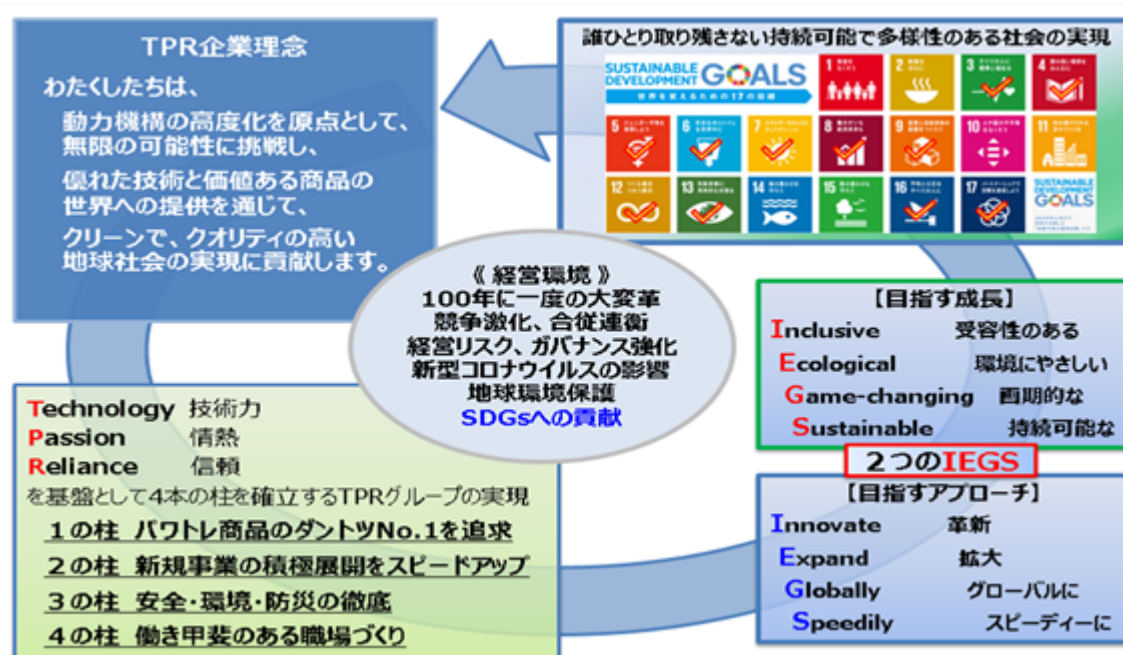 TPR企業理念
わたくしたちは、
動力機構の高度化を原点として、
無限の可能性に挑戦し、
優れた技術と価値ある商品の
世界への提供を通じて、
クリーンで、クオリティの高い
地球社会の実現に貢献します。
誰ひとり取り残さない持続可能で多様性のある社会の実現
SUSTAINABLE DEVELOPMENT GOALS
世界を変えるための17の目標
1
2
3
4
5
6
7
8
9
10
11
12
13
14
15
16
17
SUSTAINABLE
DEVELOPMENT
GOALS
《 経営環境 》
100年に一度の大変革
競争激化、合従連衡
経営リスク、ガバナンス強化
新型コロナウイルスの影響
地球環境保護
SDGsへの貢献
【目指す成長】
Inclusive 受容性のある
Ecological 環境にやさしい
Game-changing 画期的な
Sustainable 持続可能な
2つのIEGS
【目指すアプローチ】
Innovate 革新
Expand 拡大
Globally グローバルに
Speedily スピーディーに
Technology 技術力
Passion 情熱
Reliance 信頼
を基盤として4本の柱を確立するTPRグループの実現
1の柱 パワトレ商品のダントツNo.1を追求
2の柱 新規事業の積極展開をスピードアップ
3の柱 安全・環境・防災の徹底
4の柱 働き甲斐のある職場づくり